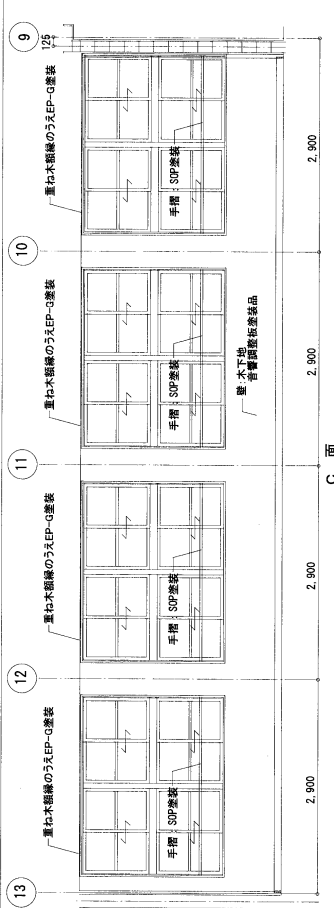 13
12
11
10
9
125
重ね木額縁のうえEP-G塗装
重ね木額縁のうえEP-G塗装
重ね木額縁のうえEP-G塗装
重ね木額縁のうえEP-G塗装
手摺：SOP塗装
手摺：SOP塗装
手摺：SOP塗装
手摺：SOP塗装
壁：木下地
音響調整板塗装品
2,900
2,900
2,900
2,900
C 面